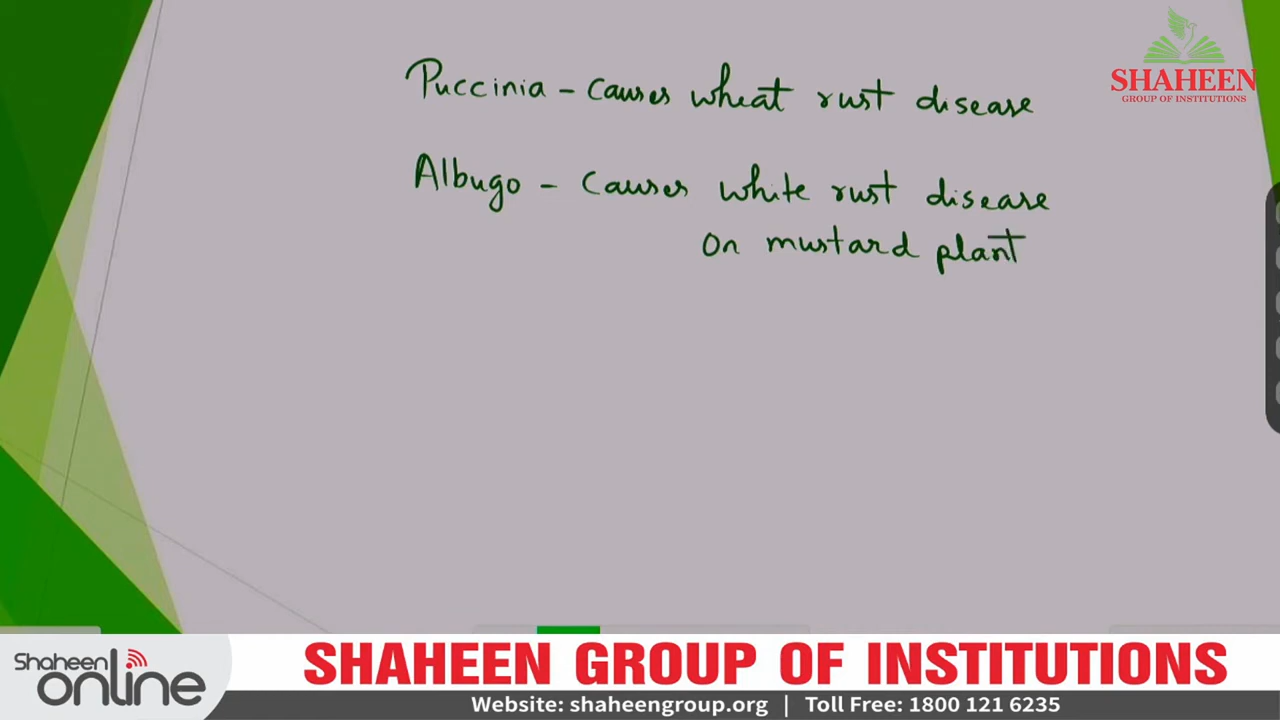 SHAHEEN
GROUP OF INSTITUTIONS
Puccinia - causes wheat rust disease
Albugo - causes white rust disease
on mustard plant
Shaheen
online
SHAHEEN GROUP OF INSTITUTIONS
Website: shaheengroup.org | Toll Free: 1800 121 6235